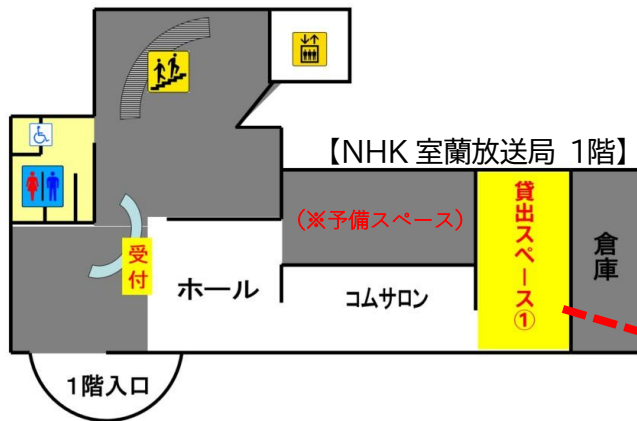 【NHK 室蘭放送局 1階】
(※予備スペース)
貸出スペース①
倉庫
受付
ホール
コムサロン
1階入口